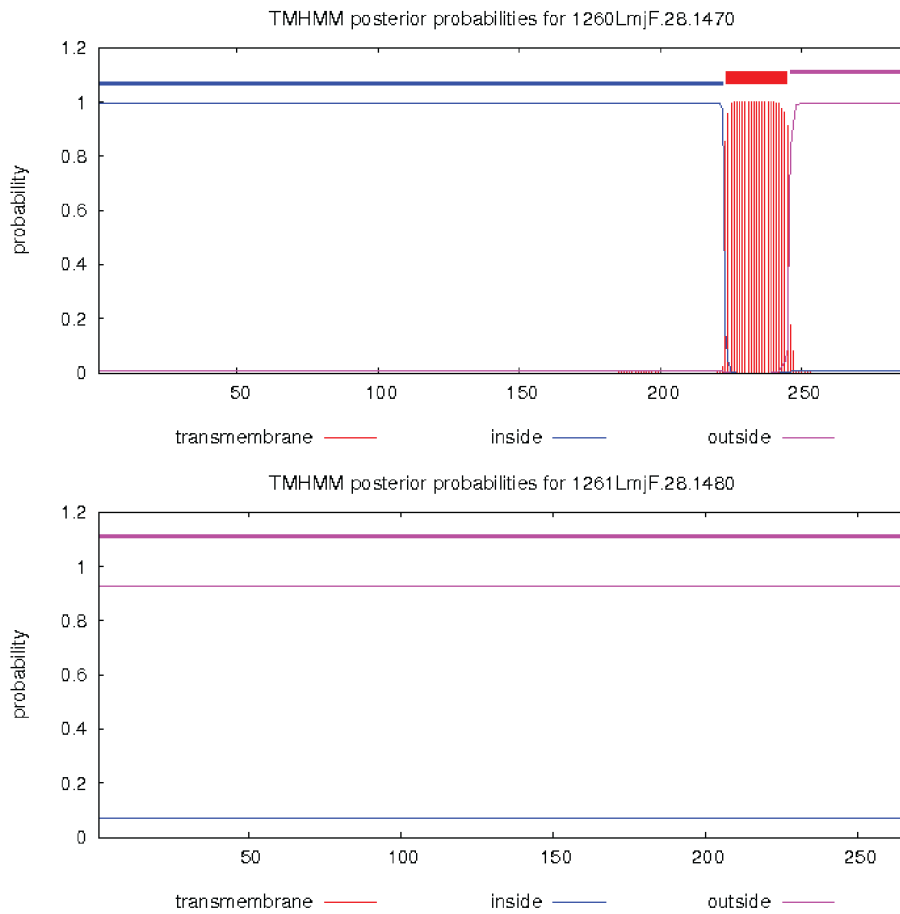 TMHMM posterior probabilities for 1260LmjF.28.1470
1.2
1
0.8
0.6
0.4
0.2
0
probability
50 100 150 200 250
transmembrane inside outside
TMHMM posterior probabilities for 1261LmjF.28.1480
1.2
1
0.8
0.6
0.4
0.2
0
probability
50 100 150 200 250
transmembrane inside outside